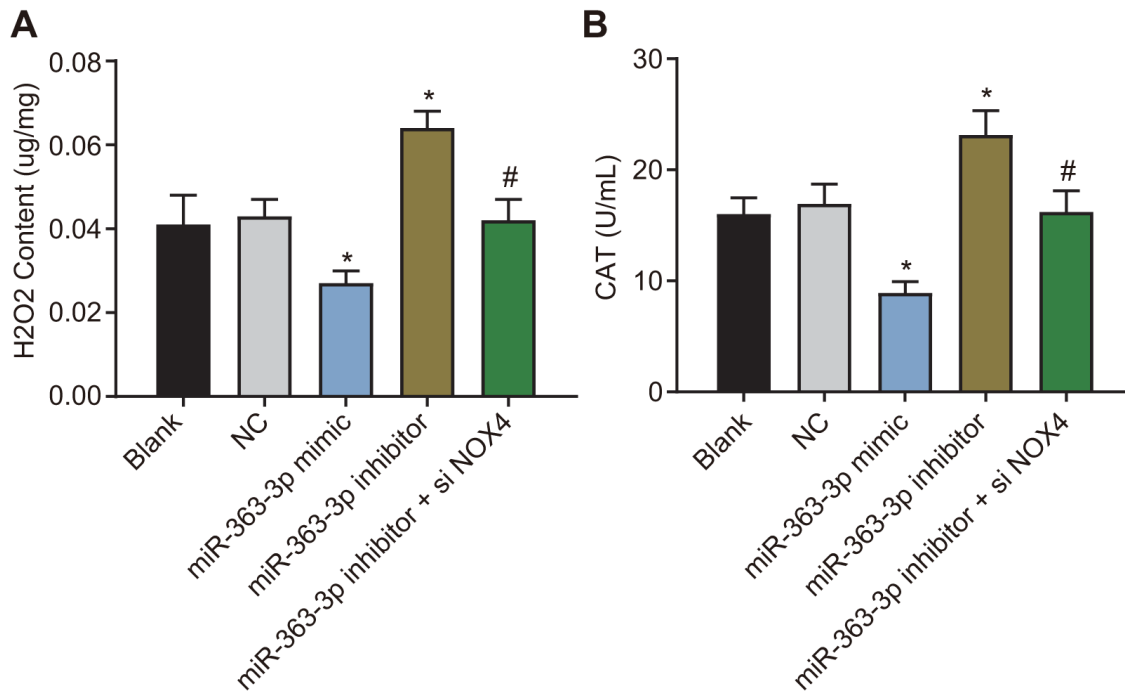 A
H2O2 Content (ug/mg)
0.08
0.06
0.04
0.02
0.00
*
*
#
Blank
NC
miR-363-3p mimic
miR-363-3p inhibitor
miR-363-3p inhibitor + si NOX4
B
CAT (U/mL)
30
20
10
0
*
*
#
Blank
NC
miR-363-3p mimic
miR-363-3p inhibitor
miR-363-3p inhibitor + si NOX4